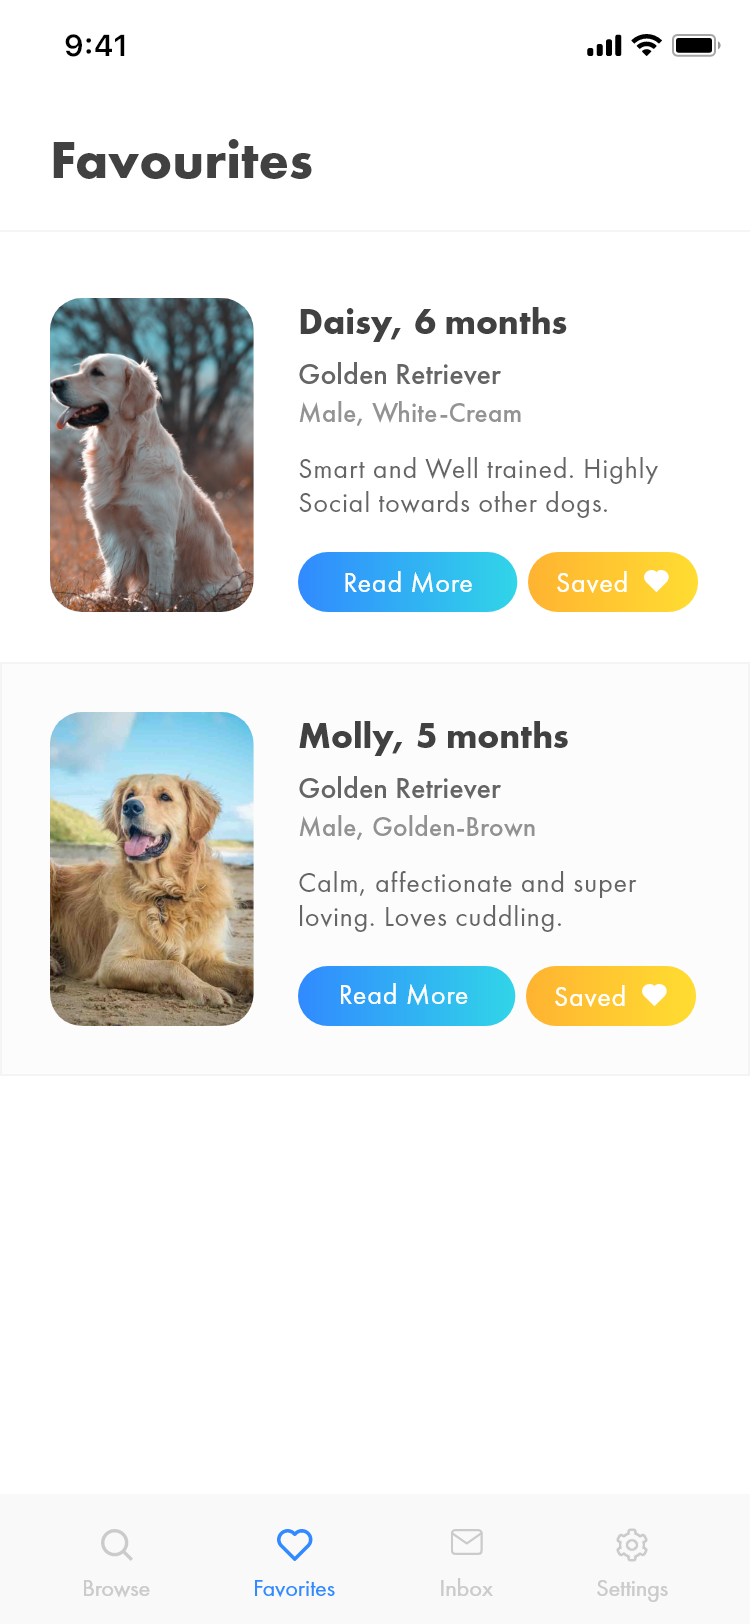 9:41
Favourites
Daisy, 6 months
Golden Retriever
Male, White-Cream
Smart and Well trained. Highly
Social towards other dogs.
Read More
Saved
Molly, 5 months
Golden Retriever
Male, Golden-Brown
Calm, affectionate and super
loving. Loves cuddling.
Read More
Saved
Browse
Favorites
Inbox
Settings